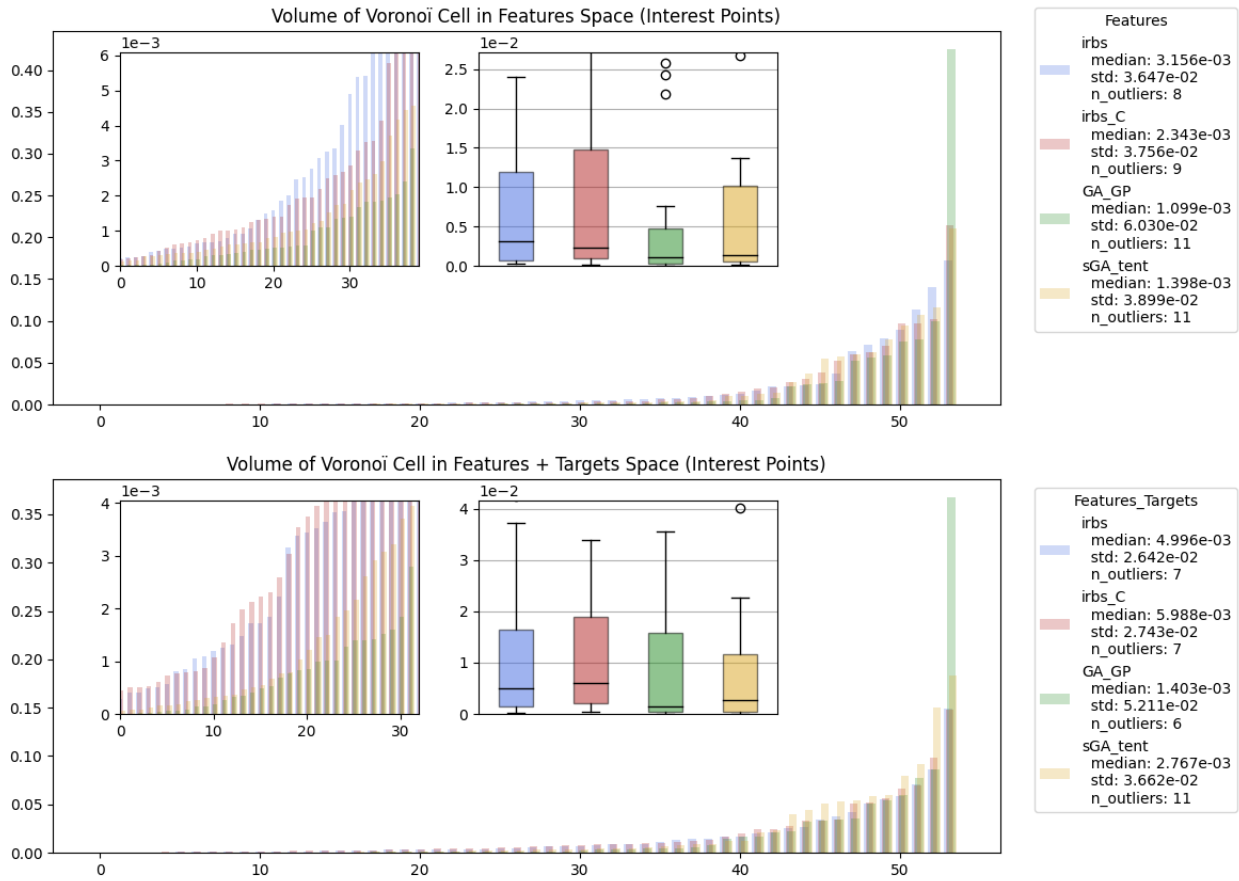 Volume of Voronoï Cell in Features Space (Interest Points)
0.40
0.35
0.30
0.25
0.20
0.15
0.10
0.05
0.00
0
10
20
30
40
50
1e−3
6
5
4
3
2
1
0
0
10
20
30
1e−2
2.5
2.0
1.5
1.0
0.5
0.0
Features
irbs
median: 3.156e-03
std: 3.647e-02
n_outliers: 8
irbs_C
median: 2.343e-03
std: 3.756e-02
n_outliers: 9
GA_GP
median: 1.099e-03
std: 6.030e-02
n_outliers: 11
sGA_tent
median: 1.398e-03
std: 3.899e-02
n_outliers: 11
Volume of Voronoï Cell in Features + Targets Space (Interest Points)
0.35
0.30
0.25
0.20
0.15
0.10
0.05
0.00
0
10
20
30
40
50
1e−3
4
3
2
1
0
0
10
20
30
1e−2
4
3
2
1
0
Features_Targets
irbs
median: 4.996e-03
std: 2.642e-02
n_outliers: 7
irbs_C
median: 5.988e-03
std: 2.743e-02
n_outliers: 7
GA_GP
median: 1.403e-03
std: 5.211e-02
n_outliers: 6
sGA_tent
median: 2.767e-03
std: 3.662e-02
n_outliers: 11